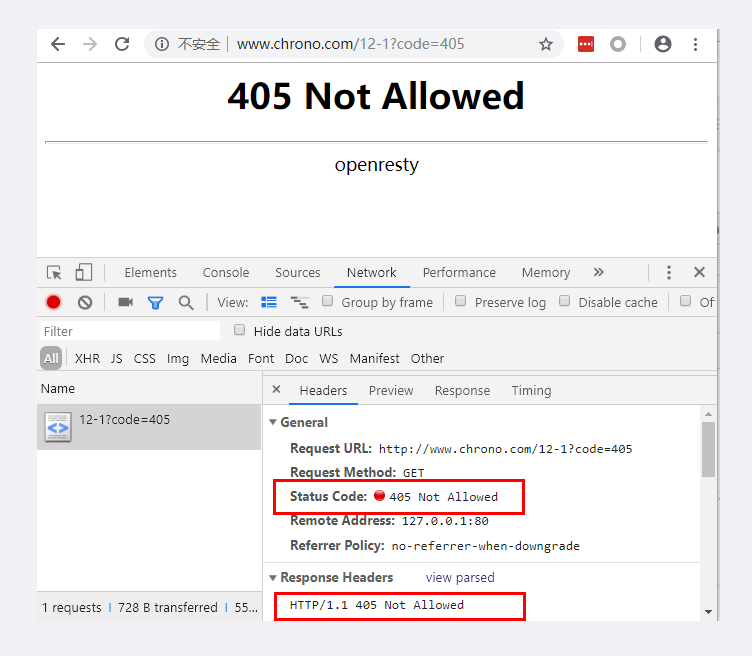 不安全 www.chrono.com/12-1?code=405
405 Not Allowed
openresty
Elements Console Sources Network Performance Memory »
View: Group by frame Preserve log Disable cache Of
Filter Hide data URLs
All XHR JS CSS Img Media Font Doc WS Manifest Other
Name × Headers Preview Response Timing
12-1?code=405
General
Request URL: http://www.chrono.com/12-1?code=405
Request Method: GET
Status Code: 405 Not Allowed
Remote Address: 127.0.0.1:80
Referrer Policy: no-referrer-when-downgrade
Response Headers view parsed
HTTP/1.1 405 Not Allowed
1 requests 728 B transferred 55...